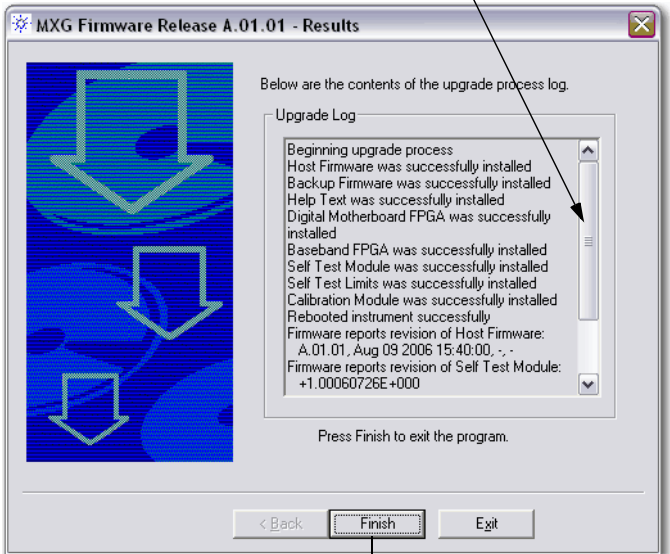 MXG Firmware Release A.01.01 - Results
Below are the contents of the upgrade process log.
Upgrade Log
Beginning upgrade process
Host Firmware was successfully installed
Backup Firmware was successfully installed
Help Text was successfully installed
Digital Motherboard FPGA was successfully
installed
Baseband FPGA was successfully installed
Self Test Module was successfully installed
Self Test Limits was successfully installed
Calibration Module was successfully installed
Rebooted instrument successfully
Firmware reports revision of Host Firmware:
A.01.01, Aug 09 2006 15:40:00, -, -
Firmware reports revision of Self Test Module:
+1.00060726E+000
Press Finish to exit the program.
< Back
Finish
Exit